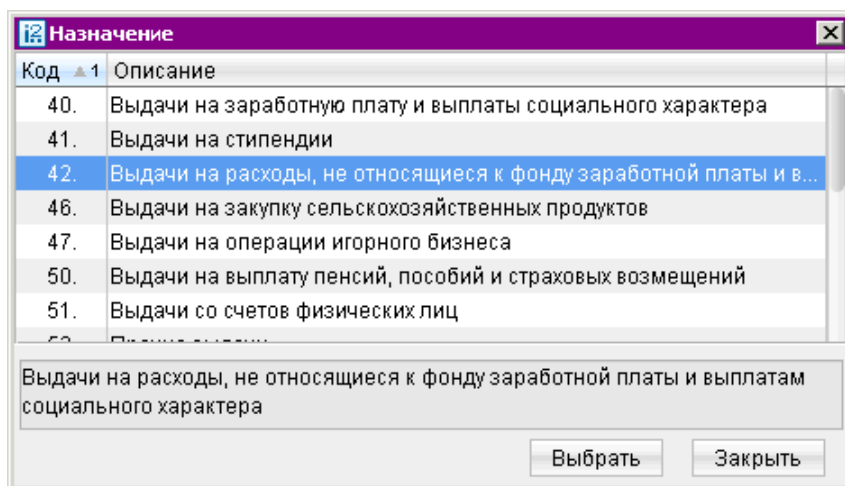 i2 Назначение
Код 1 Описание
40. Выдачи на заработную плату и выплаты социального характера
41. Выдачи на стипендии
42. Выдачи на расходы, не относящиеся к фонду заработной платы и в...
46. Выдачи на закупку сельскохозяйственных продуктов
47. Выдачи на операции игорного бизнеса
50. Выдачи на выплату пенсий, пособий и страховых возмещений
51. Выдачи со счетов физических лиц
Выдачи на расходы, не относящиеся к фонду заработной платы и выплатам
социального характера
Выбрать Закрыть